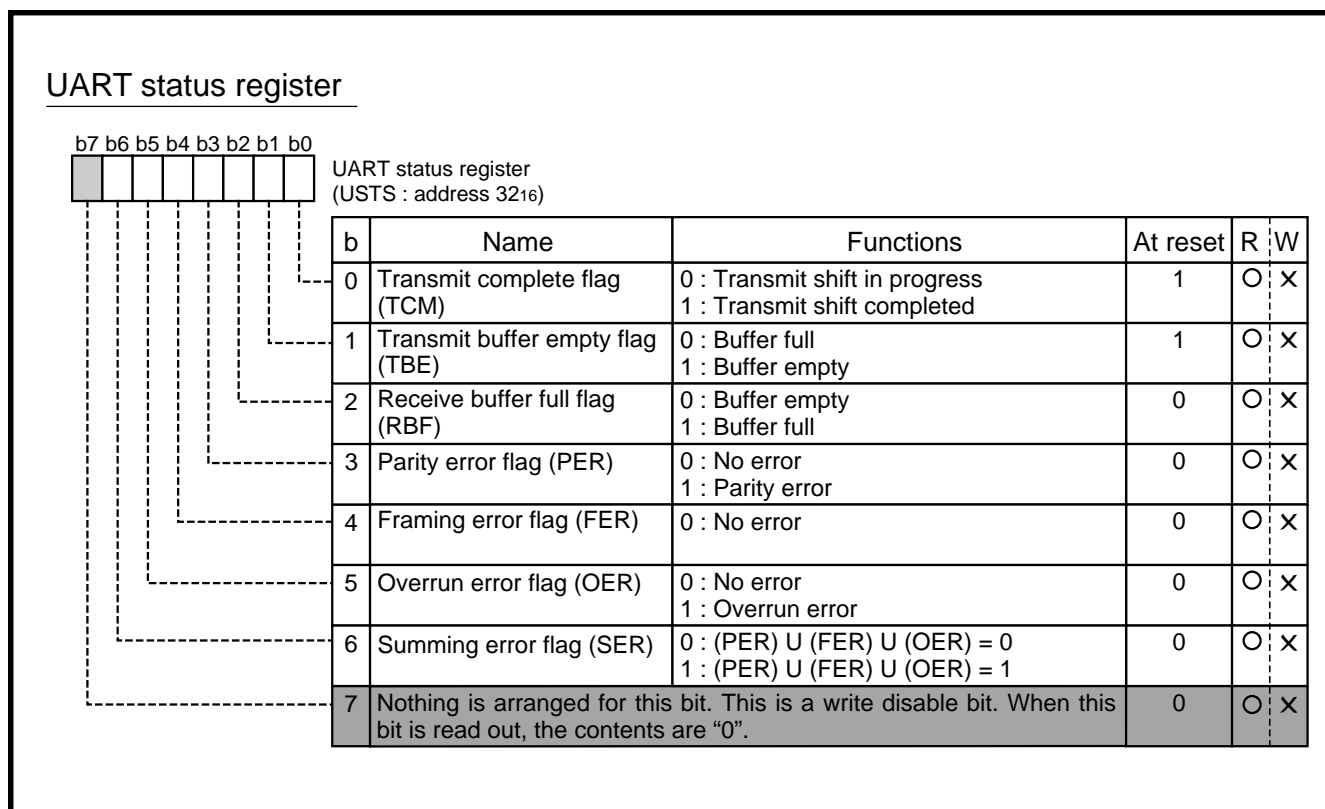 UART status register
b7 b6 b5 b4 b3 b2 b1 b0
UART status register
(USTS : address 3216)
b Name Functions At reset R W
0 Transmit complete flag 0 : Transmit shift in progress 1 O X
(TCM) 1 : Transmit shift completed
1 Transmit buffer empty flag 0 : Buffer full 1 O X
(TBE) 1 : Buffer empty
2 Receive buffer full flag 0 : Buffer empty 0 O X
(RBF) 1 : Buffer full
3 Parity error flag (PER) 0 : No error 0 O X
1 : Parity error
4 Framing error flag (FER) 0 : No error 0 O X
5 Overrun error flag (OER) 0 : No error 0 O X
1 : Overrun error
6 Summing error flag (SER) 0 : (PER) U (FER) U (OER) = 0 0 O X
1 : (PER) U (FER) U (OER) = 1
7 Nothing is arranged for this bit. This is a write disable bit. When this 0 O X
bit is read out, the contents are “0”.